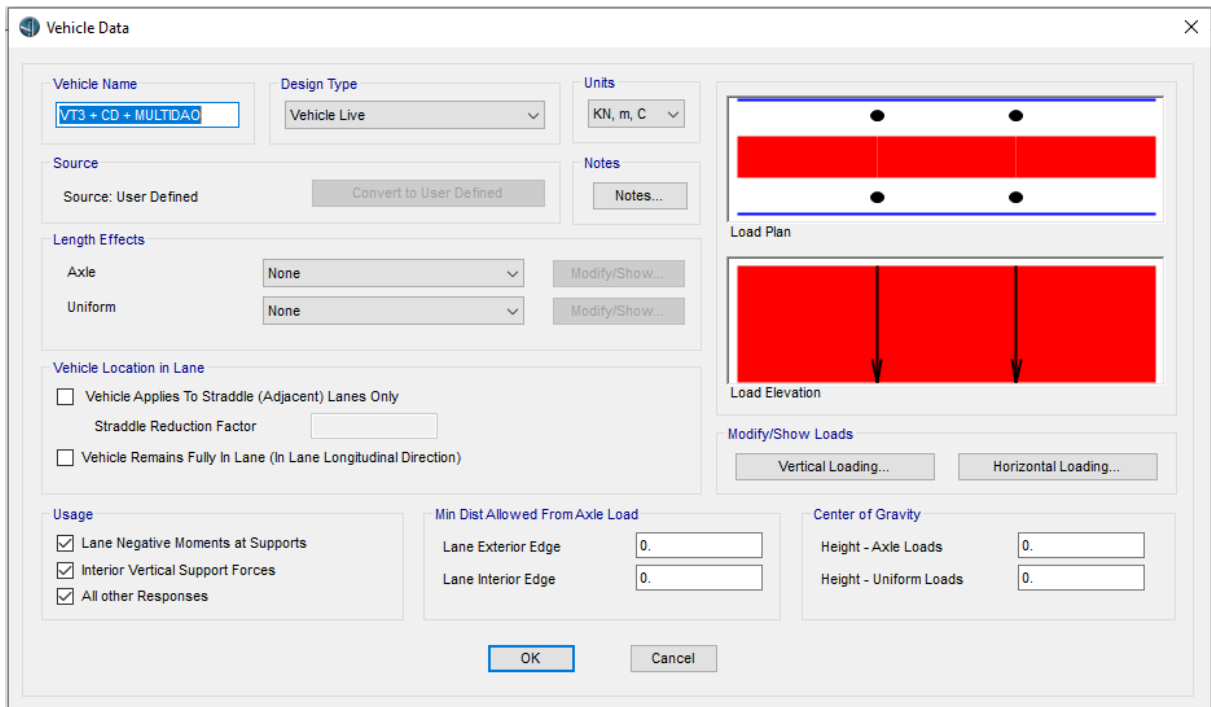 Vehicle Data
Vehicle Name
VT3 + CD + MULTIDAO
Design Type
Vehicle Live
Units
KN, m, C
Source
Source: User Defined
Convert to User Defined
Notes
Notes...
Load Plan
Length Effects
Axle
None
Modify/Show...
Uniform
None
Modify/Show...
Load Elevation
Vehicle Location in Lane
Vehicle Applies To Straddle (Adjacent) Lanes Only
Straddle Reduction Factor
Vehicle Remains Fully In Lane (In Lane Longitudinal Direction)
Modify/Show Loads
Vertical Loading...
Horizontal Loading...
Usage
Lane Negative Moments at Supports
Interior Vertical Support Forces
All other Responses
Min Dist Allowed From Axle Load
Lane Exterior Edge
0.
Lane Interior Edge
0.
Center of Gravity
Height - Axle Loads
0.
Height - Uniform Loads
0.
OK
Cancel